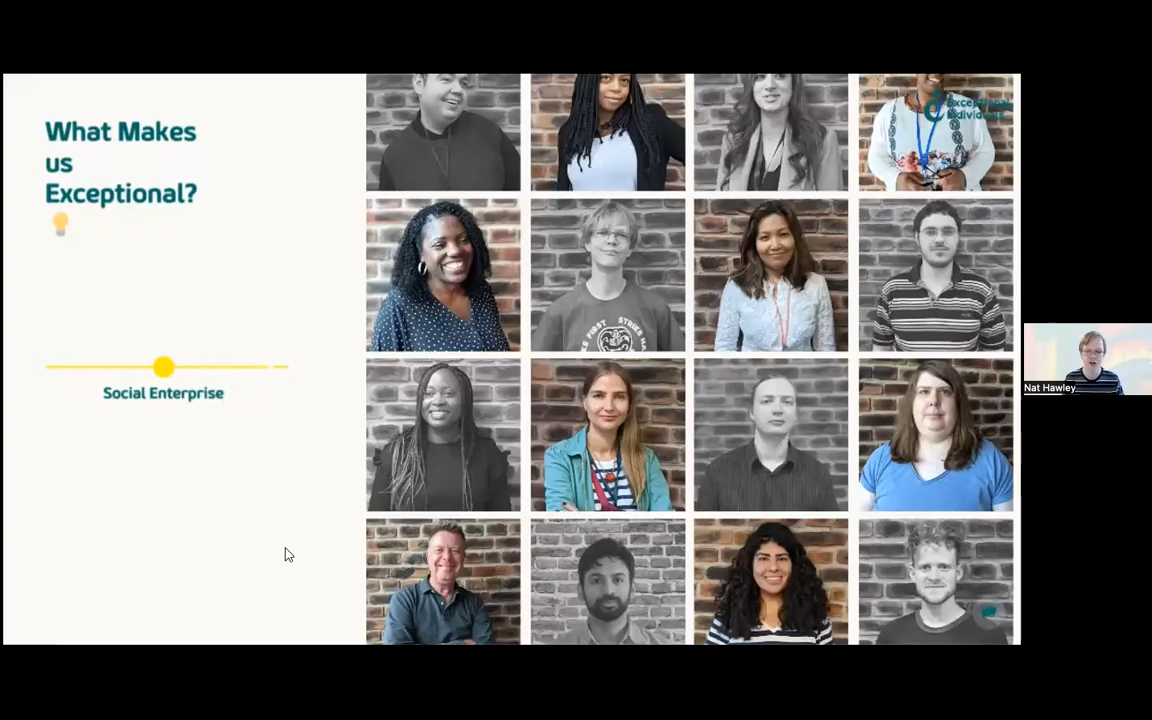 What Makes
us
Exceptional?
Exceptional
Individuals
Social Enterprise
Nat Hawley